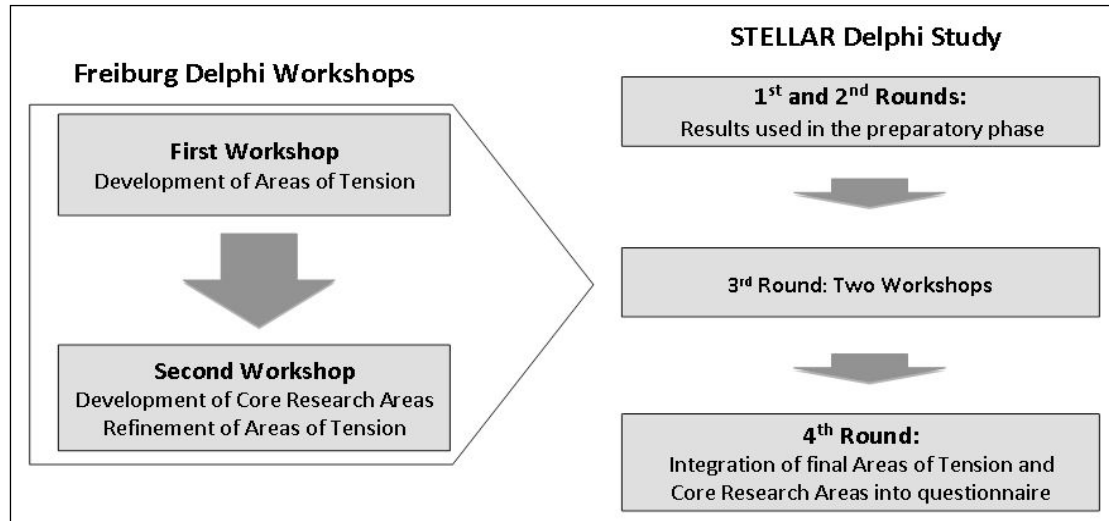 Freiburg Delphi Workshops
First Workshop
Development of Areas of Tension
Second Workshop
Development of Core Research Areas
Refinement of Areas of Tension
STELLAR Delphi Study
1st and 2nd Rounds:
Results used in the preparatory phase
3rd Round: Two Workshops
4th Round:
Integration of final Areas of Tension and
Core Research Areas into questionnaire